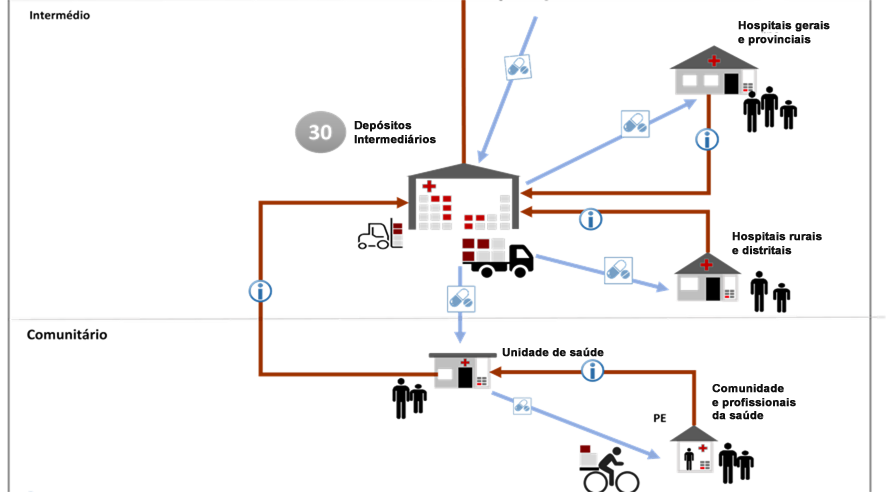 Intermédio
Hospitais gerais
e provinciais
30
Depósitos
Intermediários
Hospitais rurais
e distritais
Comunitário
Unidade de saúde
Comunidade
e profissionais
da saúde
PE